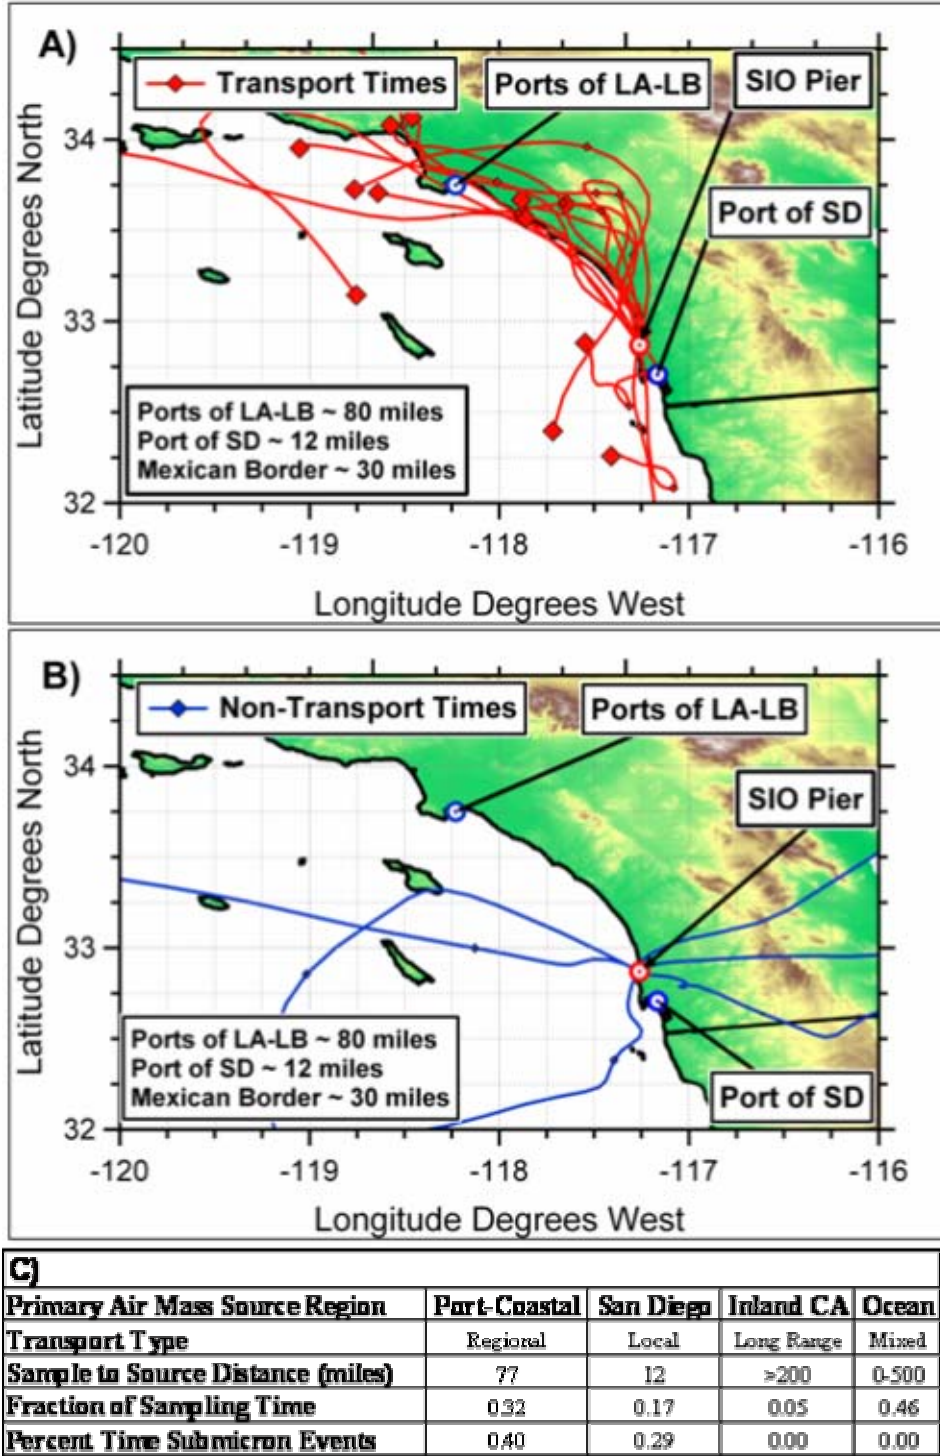 A)
Transport Times
Ports of LA-LB
SIO Pier
Port of SD
Latitude Degrees North
34
33
32
Ports of LA-LB ~ 80 miles
Port of SD ~ 12 miles
Mexican Border ~ 30 miles
-120 -119 -118 -117 -116
Longitude Degrees West
B)
Non-Transport Times
Ports of LA-LB
SIO Pier
Latitude Degrees North
34
33
32
Ports of LA-LB ~ 80 miles
Port of SD ~ 12 miles
Mexican Border ~ 30 miles
Port of SD
-120 -119 -118 -117 -116
Longitude Degrees West
C)
Primary Air Mass Source Region Port-Coastal San Diego Inland CA Ocean
Transport Type Regional Local Long Range Mixed
Sample to Source Distance (miles) 77 12 >200 0-500
Fraction of Sampling Time 0.32 0.17 0.05 0.46
Percent Time Submicron Events 0.40 0.29 0.00 0.00